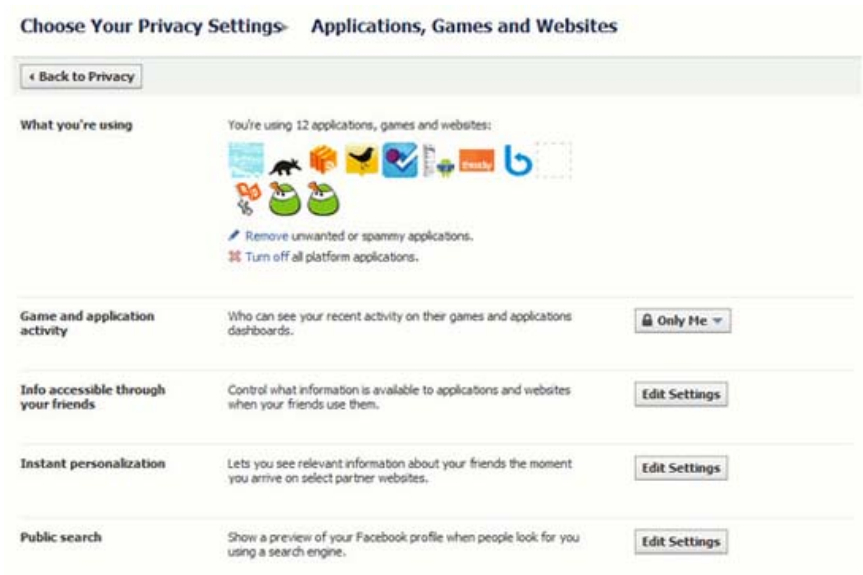 Choose Your Privacy Settings▸ Applications, Games and Websites
◂ Back to Privacy
What you're using
You're using 12 applications, games and websites:
Remove unwanted or spammy applications.
Turn off all platform applications.
Game and application
activity
Who can see your recent activity on their games and applications
dashboards.
Only Me
Info accessible through
your friends
Control what information is available to applications and websites
when your friends use them.
Edit Settings
Instant personalization
Lets you see relevant information about your friends the moment
you arrive on select partner websites.
Edit Settings
Public search
Show a preview of your Facebook profile when people look for you
using a search engine.
Edit Settings